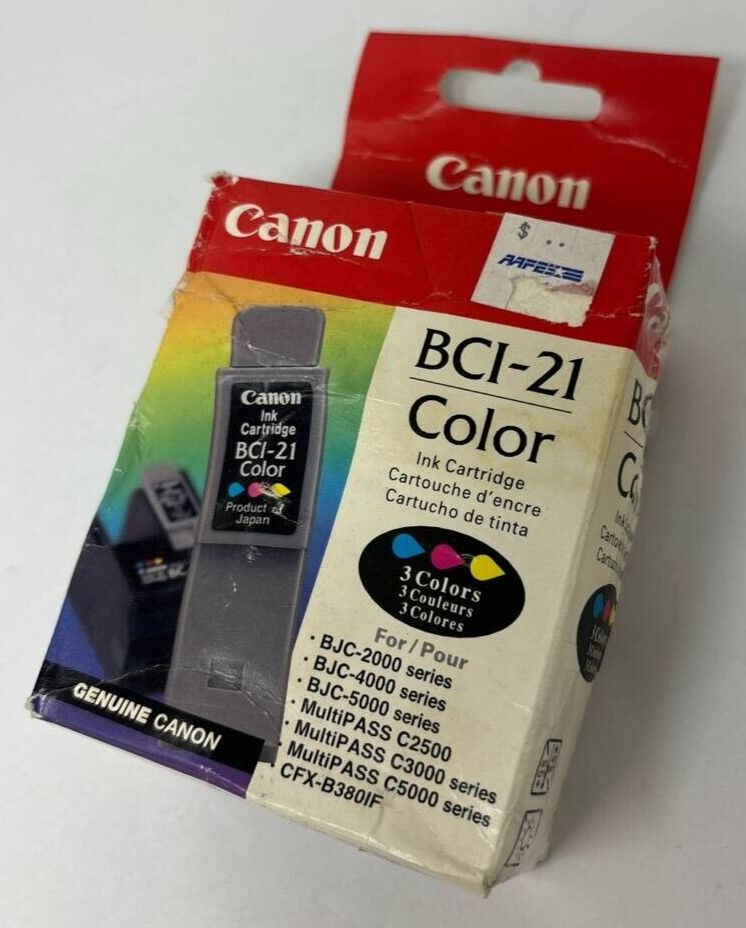 Canon
Canon
$ ..
AAFES
Canon
Ink
Cartridge
BCI-21
Color
Product of
Japan
BCI-21
Color
Ink Cartridge
Cartouche d'encre
Cartucho de tinta
3 Colors
3 Couleurs
3 Colores
For / Pour
• BJC-2000 series
• BJC-4000 series
• BJC-5000 series
• MultiPASS C2500
• MultiPASS C3000 series
• MultiPASS C5000 series
CFX-B380IF
GENUINE CANON